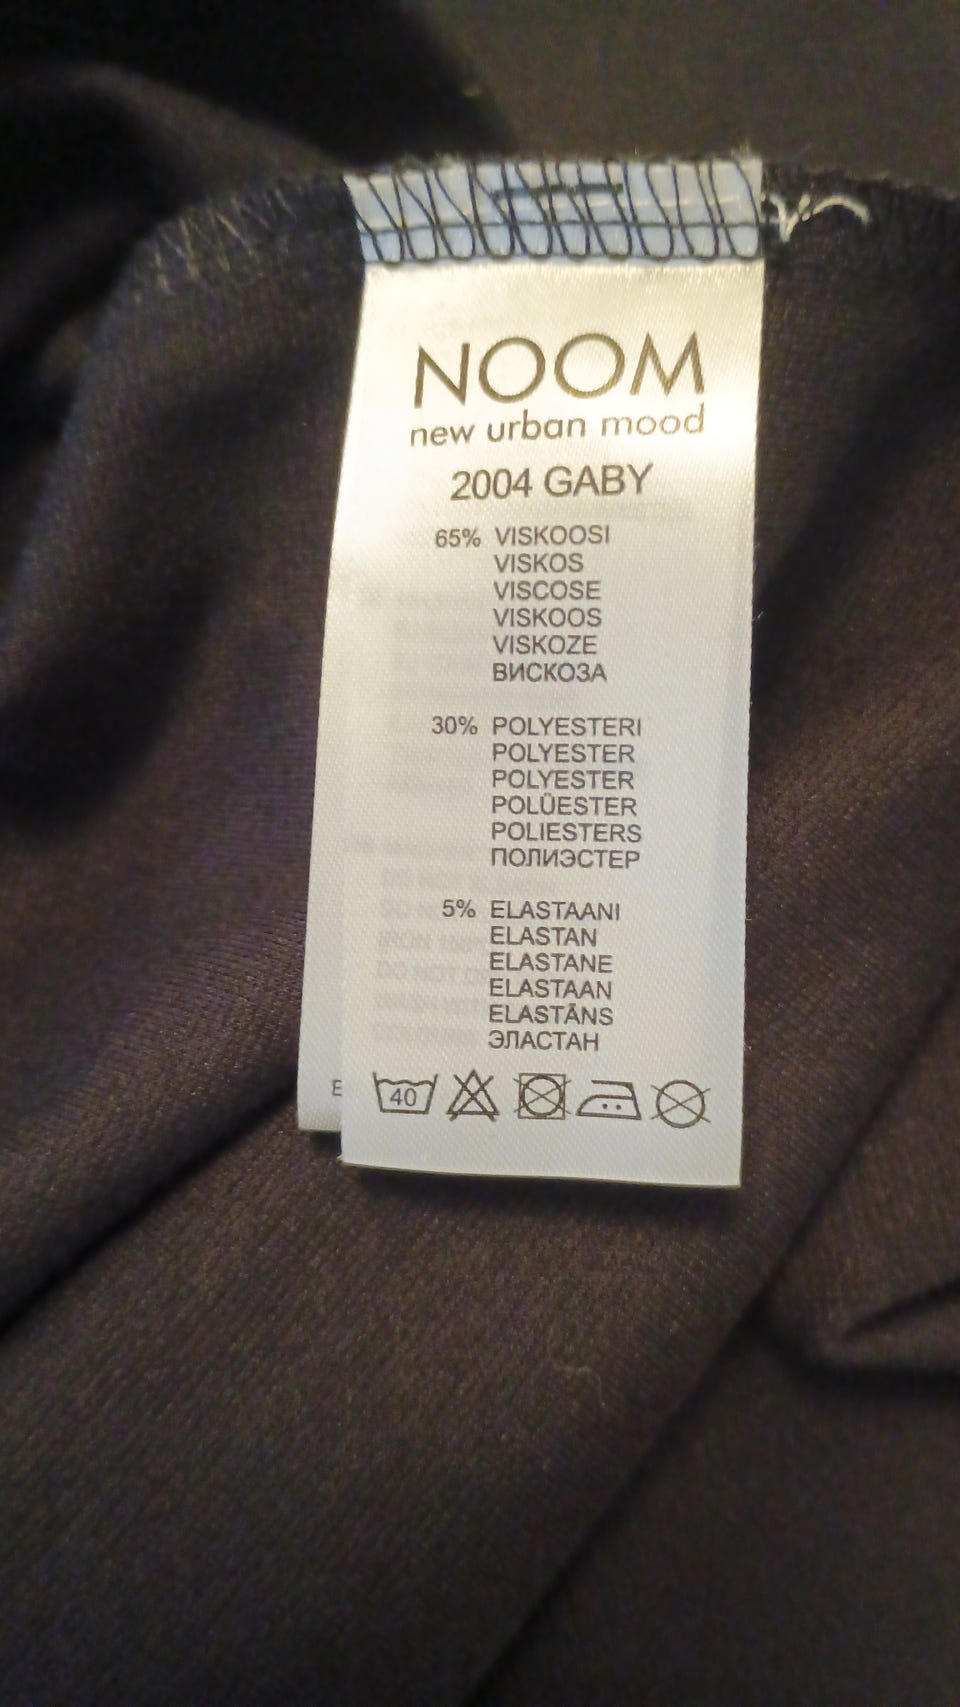 NOOM
new urban mood
2004 GABY
65% VISKOOSI
VISKOS
VISCOSE
VISKOOS
VISKOZE
ВИСКОЗА
30% POLYESTERI
POLYESTER
POLYESTER
POLÜESTER
POLIESTERS
ПОЛИЭСТЕР
5% ELASTAANI
ELASTAN
ELASTANE
ELASTAAN
ELASTĀNS
ЭЛАСТАН
40
E